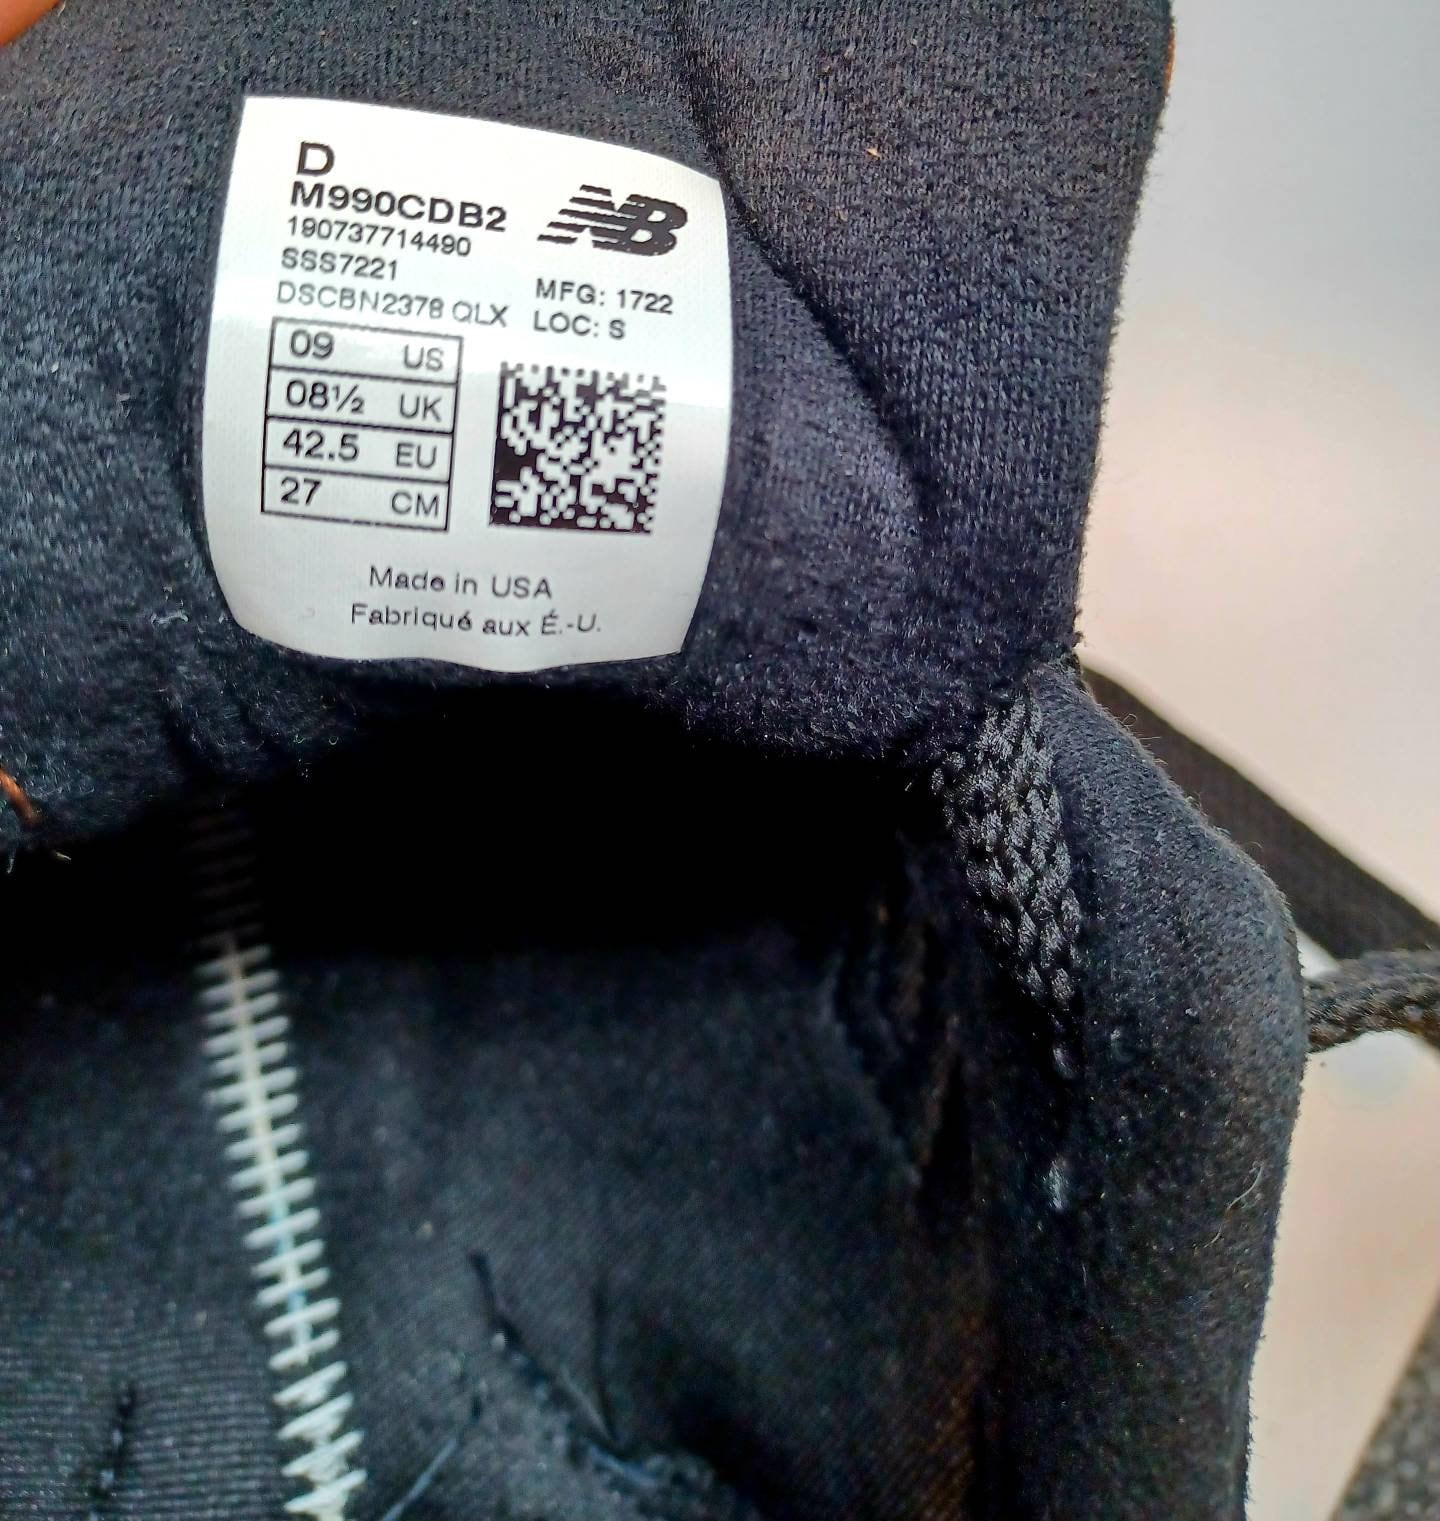 D
M990CDB2
190737714490
SSS7221
DSCBN2378 QLX
NB
MFG: 1722
LOC: S
09 US
08½ UK
42.5 EU
27 CM
Made in USA
Fabriqué aux É.-U.